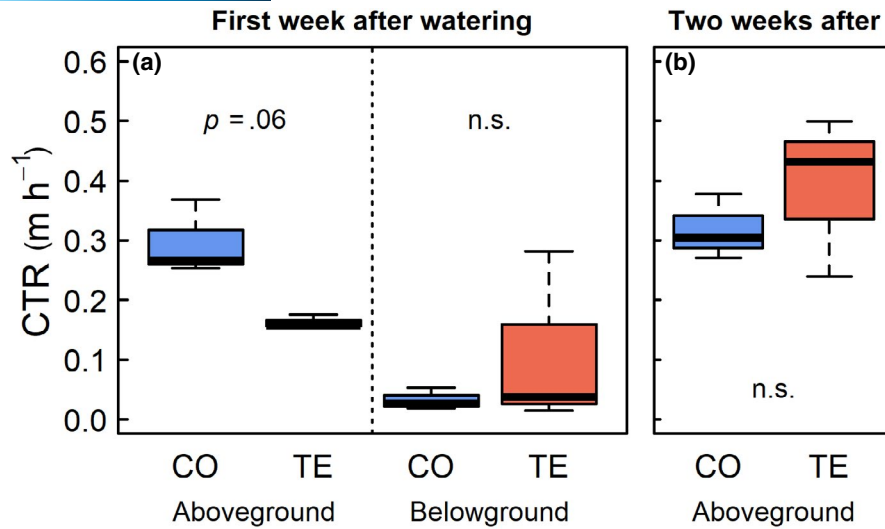 First week after watering
Two weeks after
(a)
(b)
p = .06
n.s.
n.s.
CTR (m h⁻¹)
0.6
0.5
0.4
0.3
0.2
0.1
0.0
CO TE CO TE CO TE
Aboveground Belowground Aboveground